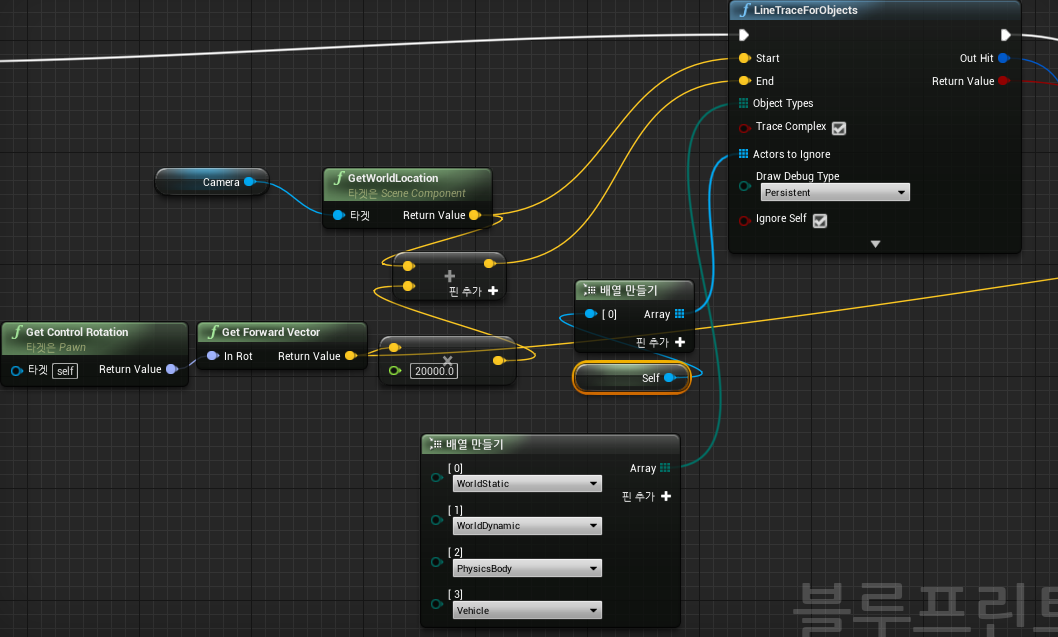 LineTraceForObjects
Start
Out Hit
End
Return Value
Object Types
Trace Complex
Actors to Ignore
Draw Debug Type
Persistent
Ignore Self
Camera
GetWorldLocation
타겟은 Scene Component
타겟
Return Value
핀 추가
배열 만들기
[ 0]
Array
핀 추가
Get Control Rotation
타겟은 Pawn
타겟
self
Return Value
Get Forward Vector
In Rot
Return Value
20000.0
Self
배열 만들기
[ 0]
WorldStatic
Array
핀 추가
[ 1]
WorldDynamic
[ 2]
PhysicsBody
[ 3]
Vehicle
블루프린트